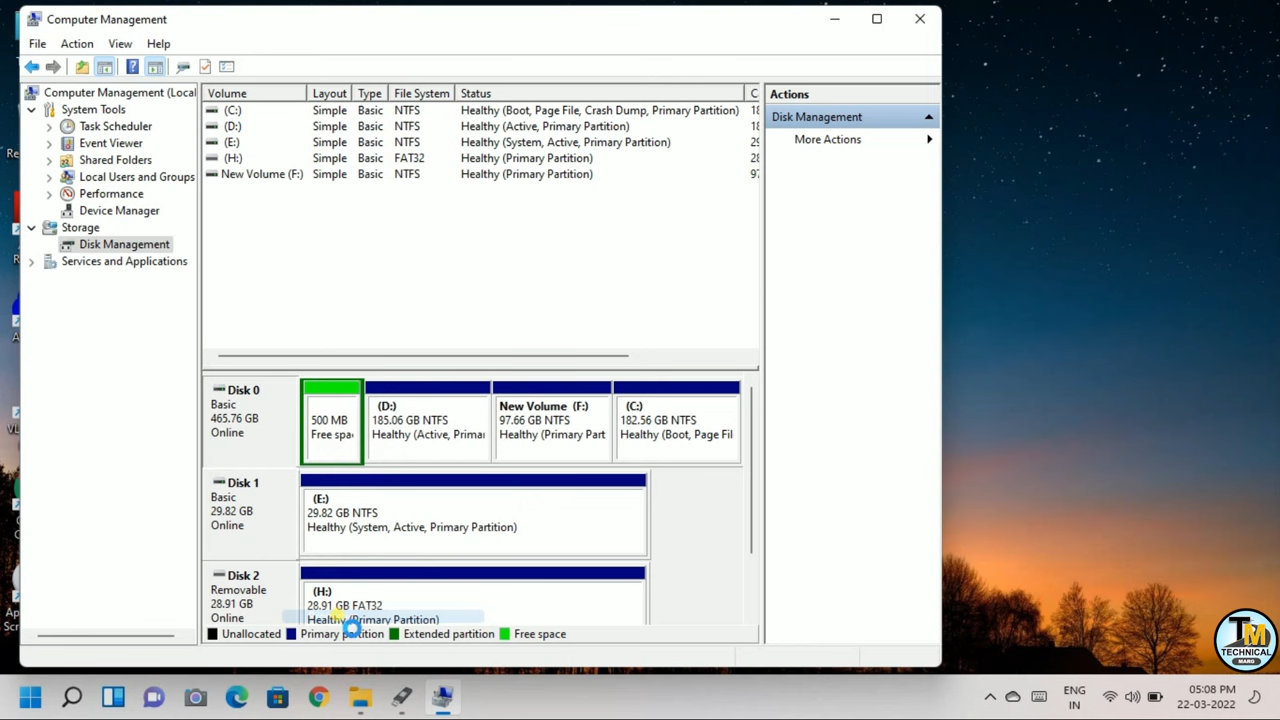 Computer Management
File Action View Help
Computer Management (Local
System Tools
Task Scheduler
Event Viewer
Shared Folders
Local Users and Groups
Performance
Device Manager
Storage
Disk Management
Services and Applications
Volume Layout Type File System Status C
(C:) Simple Basic NTFS Healthy (Boot, Page File, Crash Dump, Primary Partition) 18
(D:) Simple Basic NTFS Healthy (Active, Primary Partition) 18
(E:) Simple Basic NTFS Healthy (System, Active, Primary Partition) 29
(H:) Simple Basic FAT32 Healthy (Primary Partition) 28
New Volume (F:) Simple Basic NTFS Healthy (Primary Partition) 97
Actions
Disk Management
More Actions
Disk 0
Basic
465.76 GB
Online
500 MB
Free spa
(D:)
185.06 GB NTFS
Healthy (Active, Primar
New Volume (F:)
97.66 GB NTFS
Healthy (Primary Part
(C:)
182.56 GB NTFS
Healthy (Boot, Page Fil
Disk 1
Basic
29.82 GB
Online
(E:)
29.82 GB NTFS
Healthy (System, Active, Primary Partition)
Disk 2
Removable
28.91 GB
Online
(H:)
28.91 GB FAT32
Healthy (Primary Partition)
Unallocated Primary partition Extended partition Free space
ENG
IN
05:08 PM
22-03-2022
TM
TECHNICAL
MARG